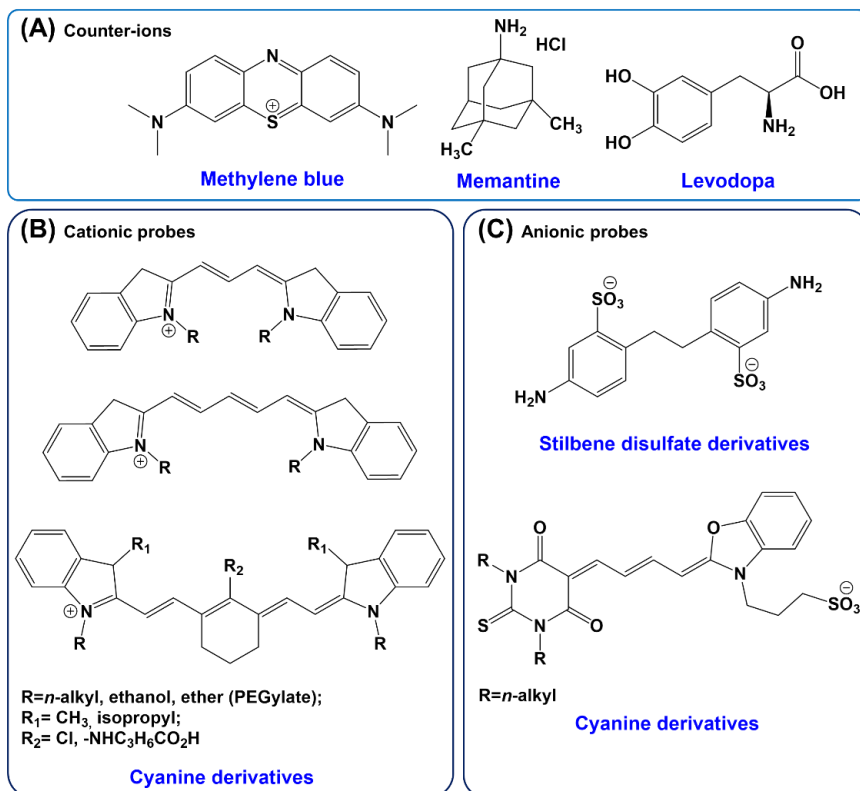 (A) Counter-ions
N
N
S
⊕
N
Methylene blue
NH₂
HCl
CH₃
H₃C
Memantine
O
HO
OH
HO
NH₂
Levodopa
(B) Cationic probes
N
⊕
R
N
R
N
⊕
R
N
R
R₁
R₂
R₁
⊕
N
R
N
R
R=n-alkyl, ethanol, ether (PEGylate);
R₁= CH₃, isopropyl;
R₂= Cl, -NHC₃H₆CO₂H
Cyanine derivatives
(C) Anionic probes
⊖
SO₃
NH₂
H₂N
⊖
SO₃
Stilbene disulfate derivatives
O
O
R
N
N
S
N
O
R
⊖
SO₃
R=n-alkyl
Cyanine derivatives